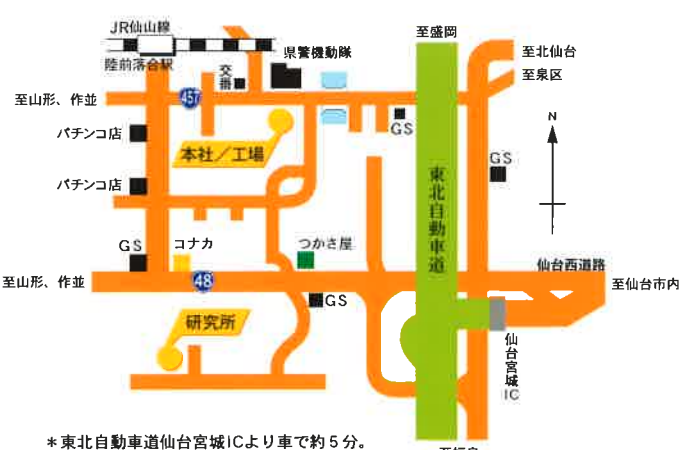 JR仙山線
陸前落合駅
交番
県警機動隊
至盛岡
至北仙台
至泉区
至山形、作並
457
GS
N
パチンコ店
本社／工場
GS
東北自動車道
パチンコ店
GS
コナカ
つかさ屋
仙台西道路
至山形、作並
48
至仙台市内
GS
研究所
仙台宮城IC
＊東北自動車道仙台宮城ICより車で約5分。